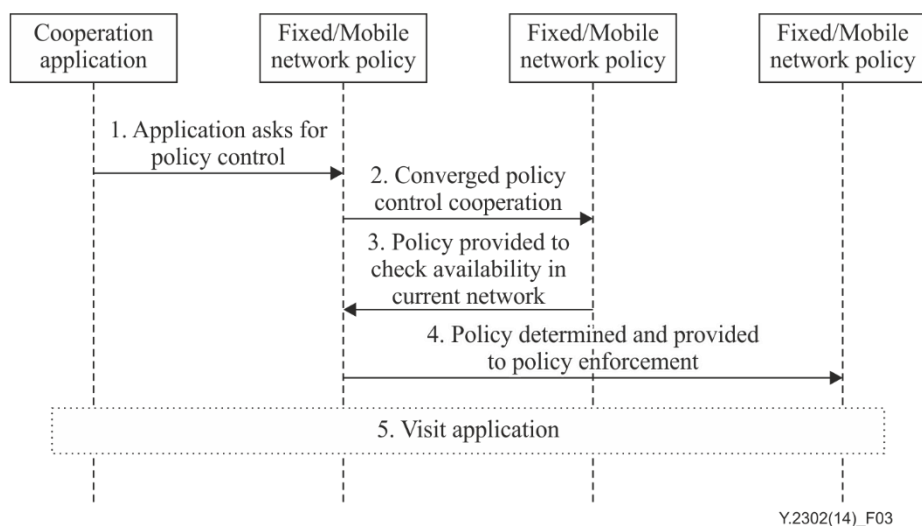 Cooperation
application
Fixed/Mobile
network policy
Fixed/Mobile
network policy
Fixed/Mobile
network policy
1. Application asks for
policy control
2. Converged policy
control cooperation
3. Policy provided to
check availability in
current network
4. Policy determined and provided
to policy enforcement
5. Visit application
Y.2302(14)_F03